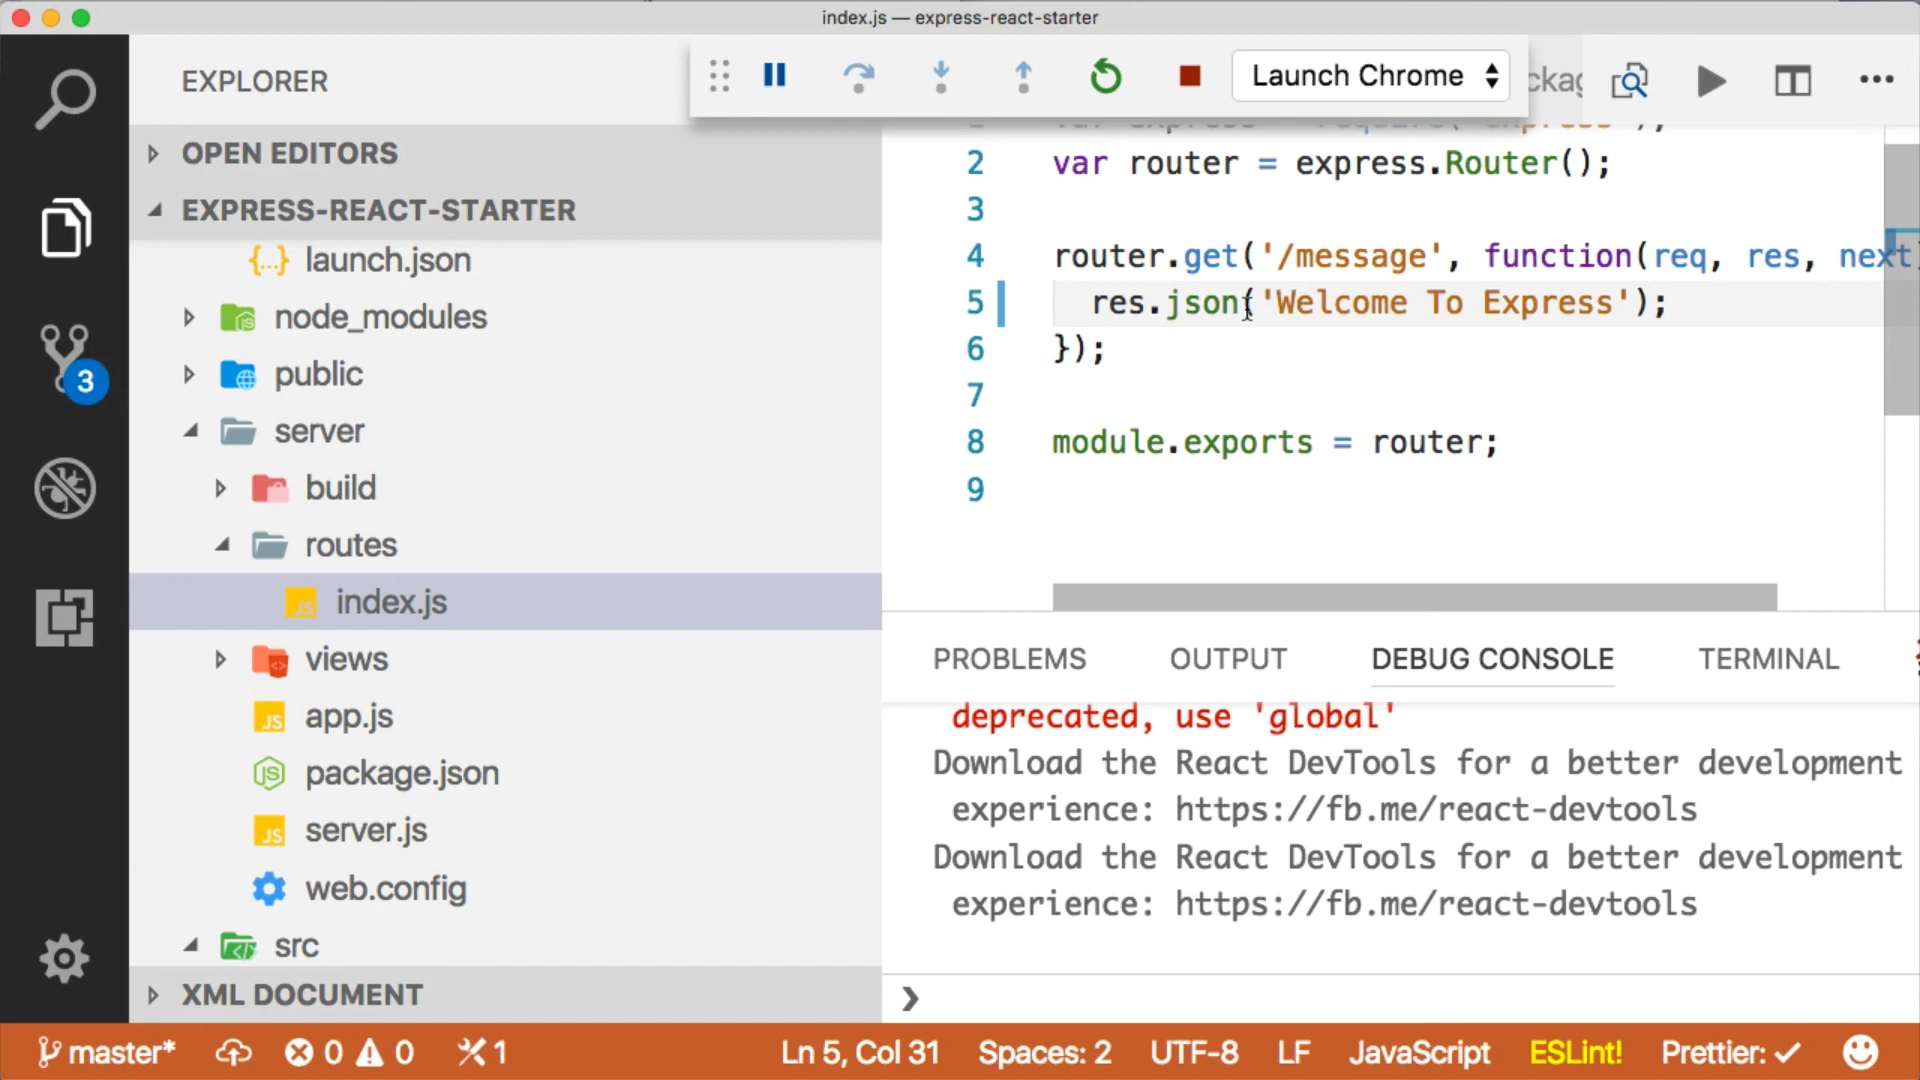 index.js — express-react-starter
EXPLORER
Launch Chrome
OPEN EDITORS
EXPRESS-REACT-STARTER
launch.json
node_modules
public
server
build
routes
index.js
views
app.js
package.json
server.js
web.config
src
XML DOCUMENT
3
2 var router = express.Router();
3
4 router.get('/message', function(req, res, next
5 res.json('Welcome To Express');
6 });
7
8 module.exports = router;
9
PROBLEMS OUTPUT DEBUG CONSOLE TERMINAL
deprecated, use 'global'
Download the React DevTools for a better development
experience: https://fb.me/react-devtools
Download the React DevTools for a better development
experience: https://fb.me/react-devtools
master* 0 0 1 Ln 5, Col 31 Spaces: 2 UTF-8 LF JavaScript ESLint! Prettier: ✓